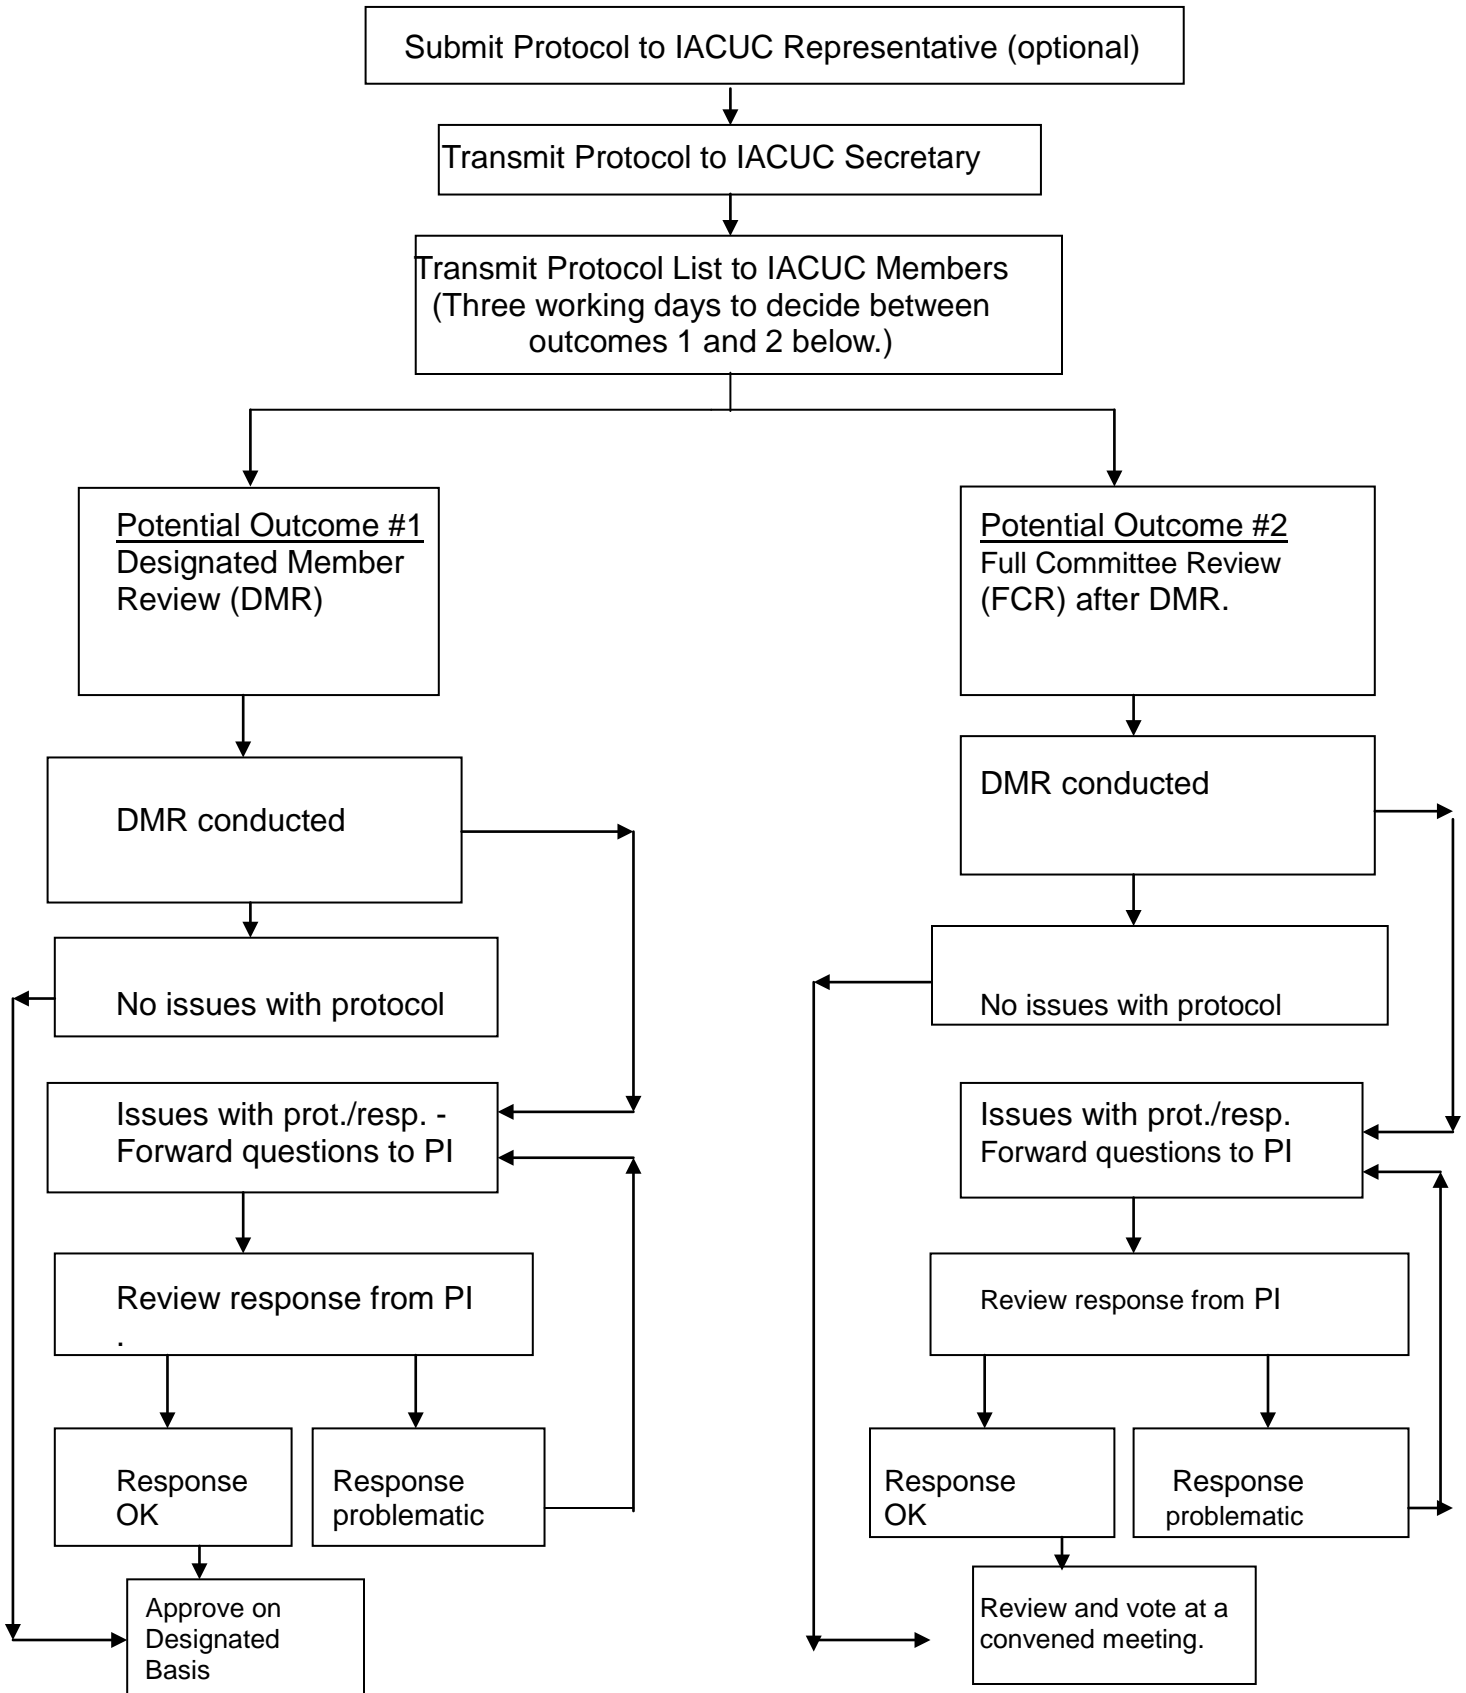 Submit Protocol to IACUC Representative (optional)
Transmit Protocol to IACUC Secretary
Transmit Protocol List to IACUC Members
(Three working days to decide between
outcomes 1 and 2 below.)
Potential Outcome #1
Designated Member
Review (DMR)
DMR conducted
No issues with protocol
Issues with prot./resp. -
Forward questions to PI
Review response from PI
.
Response
OK
Response
problematic
Approve on
Designated
Basis
Potential Outcome #2
Full Committee Review
(FCR) after DMR.
DMR conducted
No issues with protocol
Issues with prot./resp.
Forward questions to PI
Review response from PI
Response
OK
Response
problematic
Review and vote at a
convened meeting.